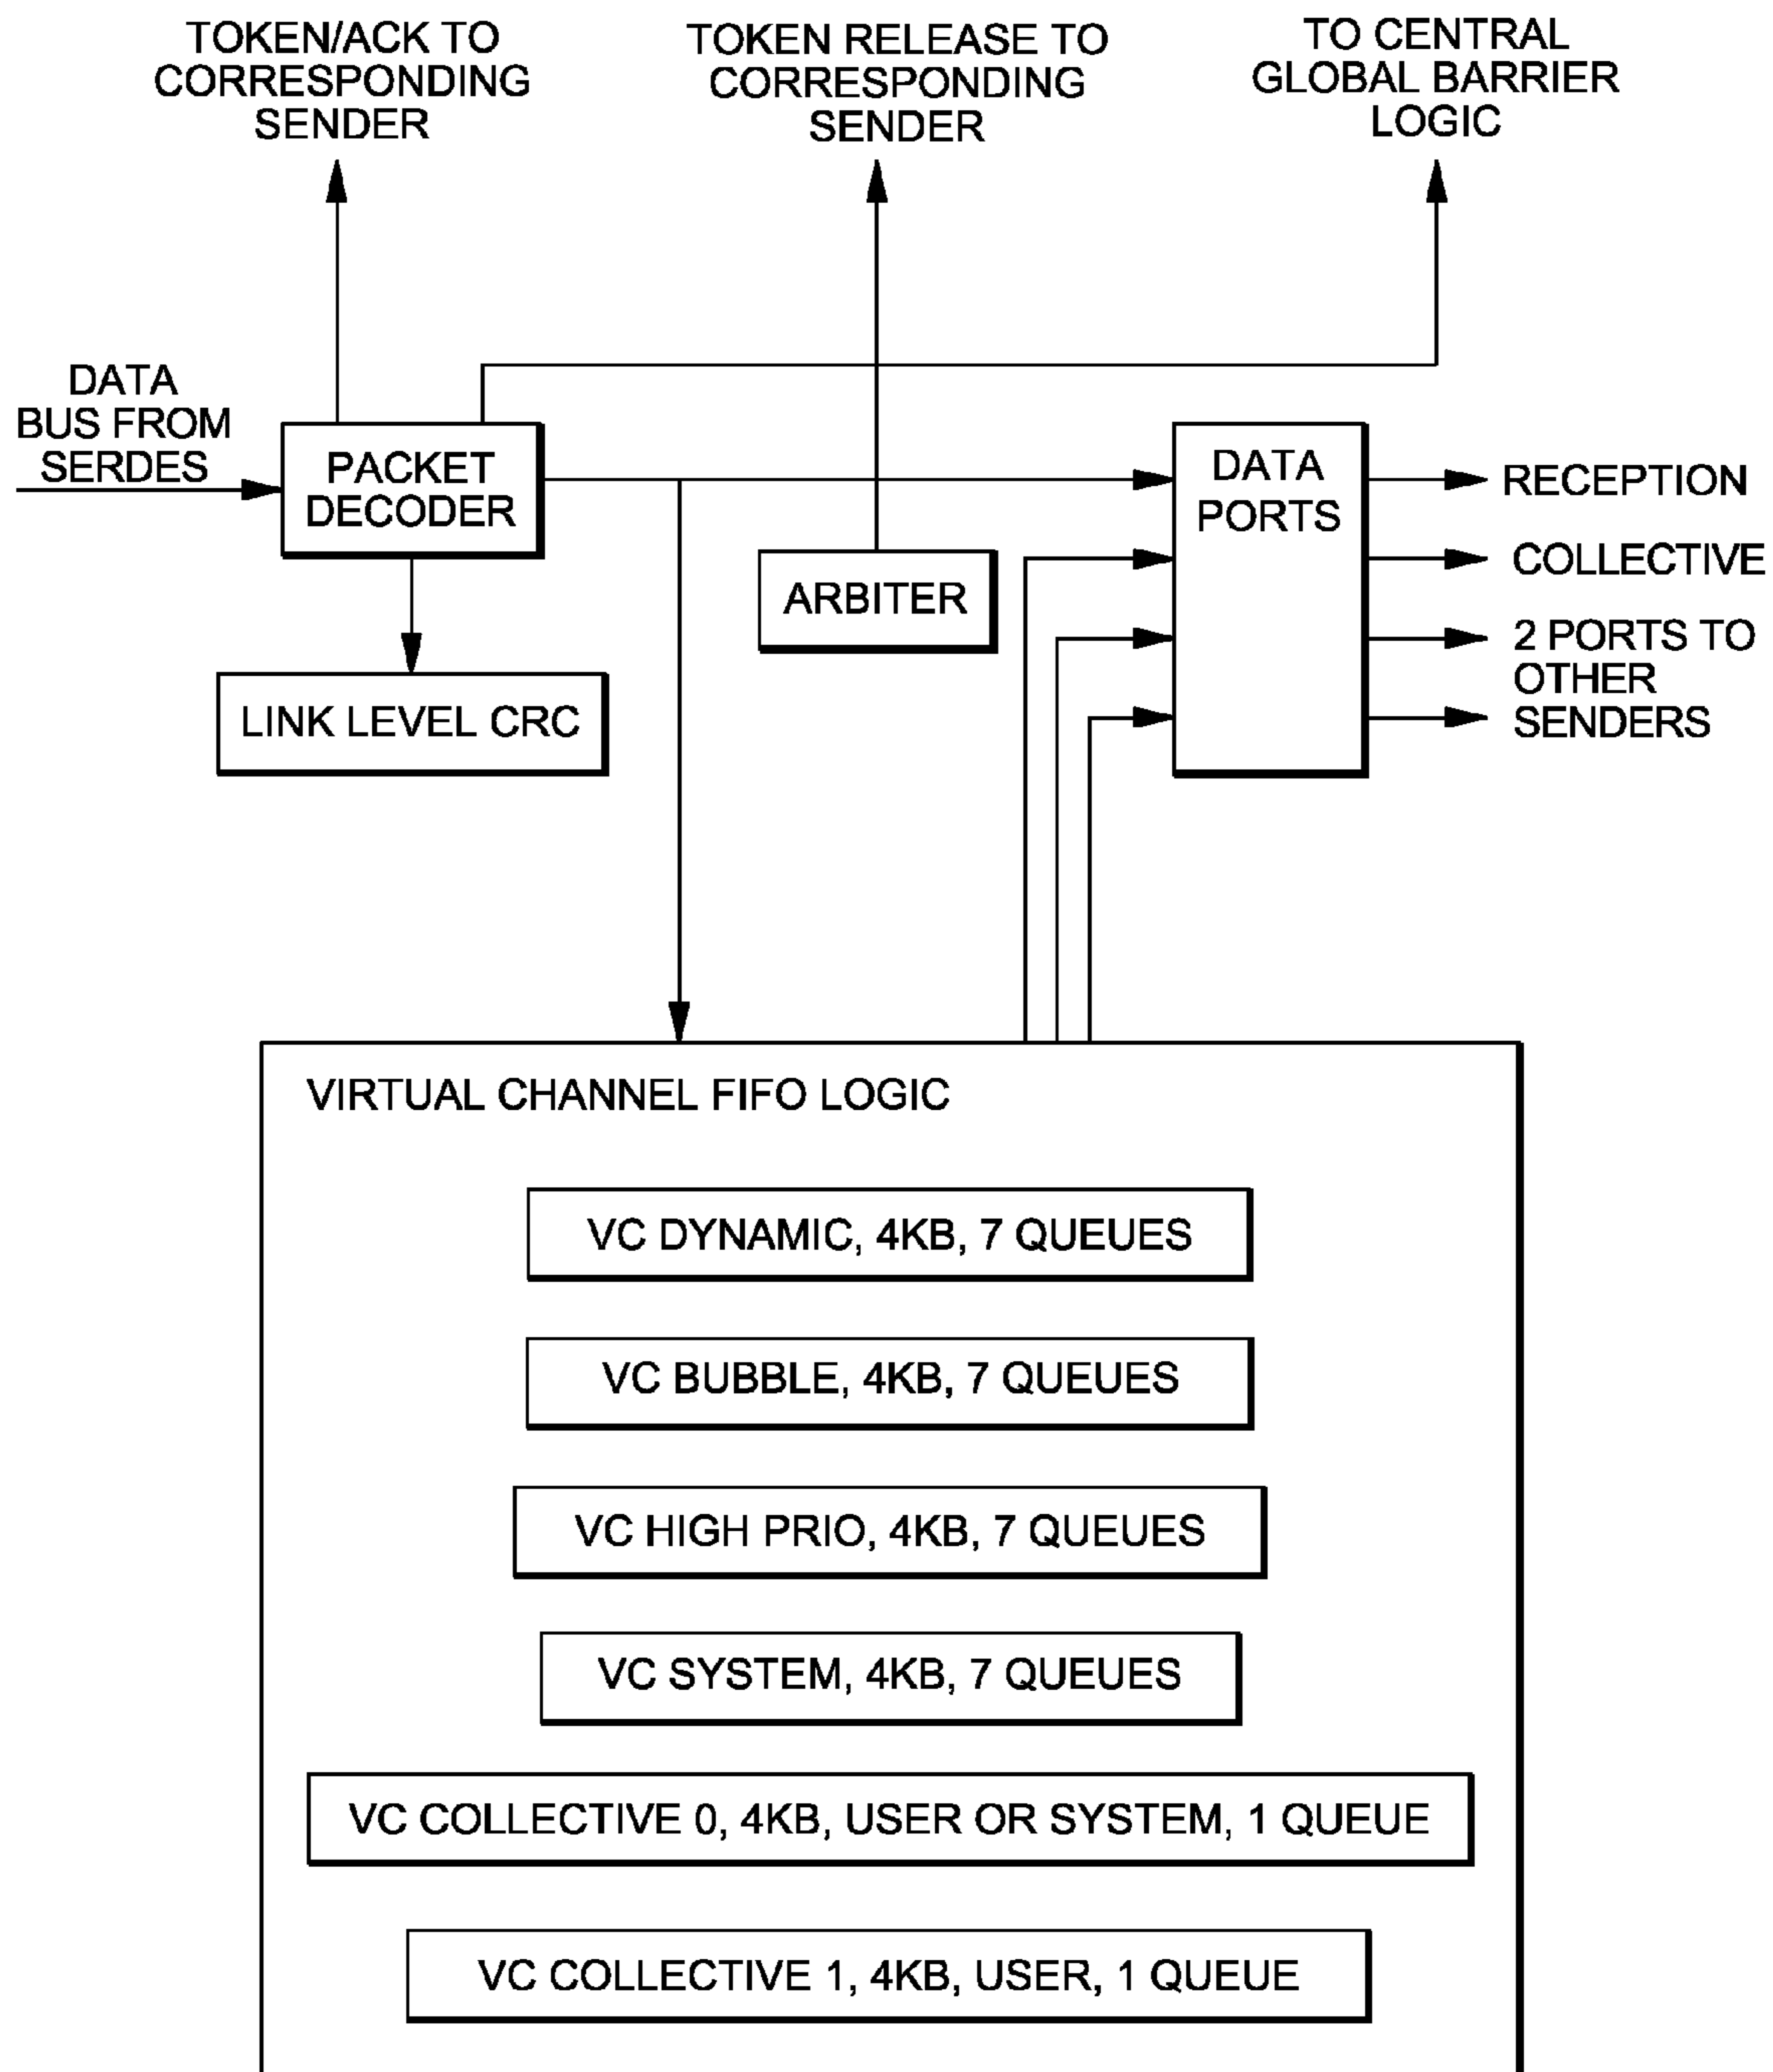 TOKEN/ACK TO
CORRESPONDING
SENDER
TOKEN RELEASE TO
CORRESPONDING
SENDER
TO CENTRAL
GLOBAL BARRIER
LOGIC
DATA
BUS FROM
SERDES
PACKET
DECODER
DATA
PORTS
RECEPTION
COLLECTIVE
2 PORTS TO
OTHER
SENDERS
ARBITER
LINK LEVEL CRC
VIRTUAL CHANNEL FIFO LOGIC
VC DYNAMIC, 4KB, 7 QUEUES
VC BUBBLE, 4KB, 7 QUEUES
VC HIGH PRIO, 4KB, 7 QUEUES
VC SYSTEM, 4KB, 7 QUEUES
VC COLLECTIVE 0, 4KB, USER OR SYSTEM, 1 QUEUE
VC COLLECTIVE 1, 4KB, USER, 1 QUEUE